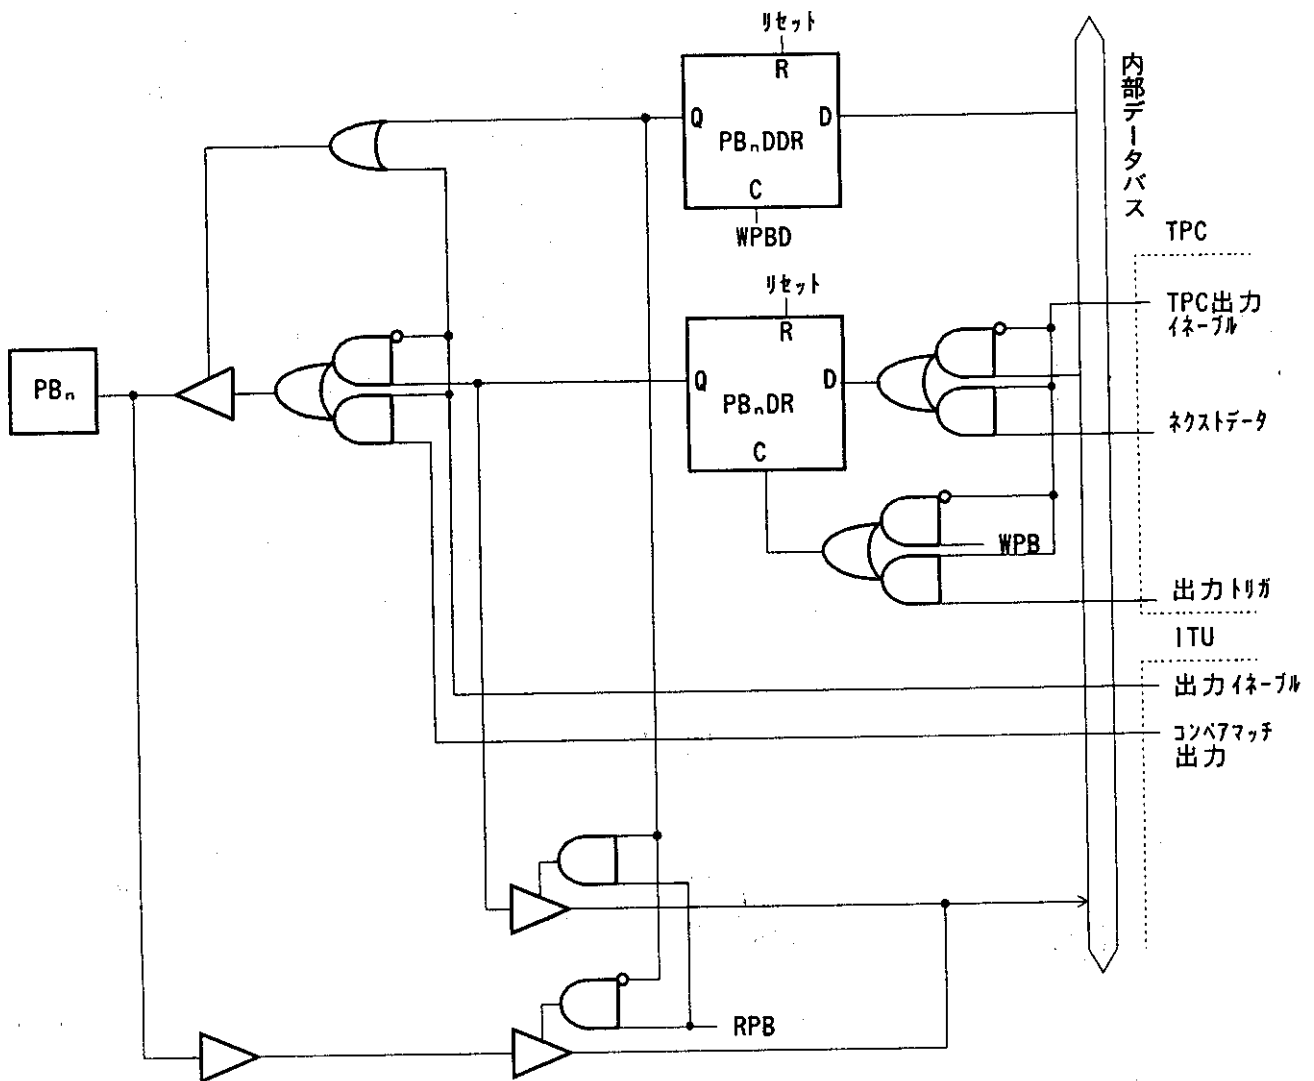 リセット
R
Q
D
PBnDDR
C
WPBD
内部データバス
TPC
リセット
R
TPC出力
イネーブル
PBn
Q
D
PBnDR
C
ネクストデータ
WPB
出力トリガ
ITU
出力イネーブル
コンペアマッチ
出力
RPB